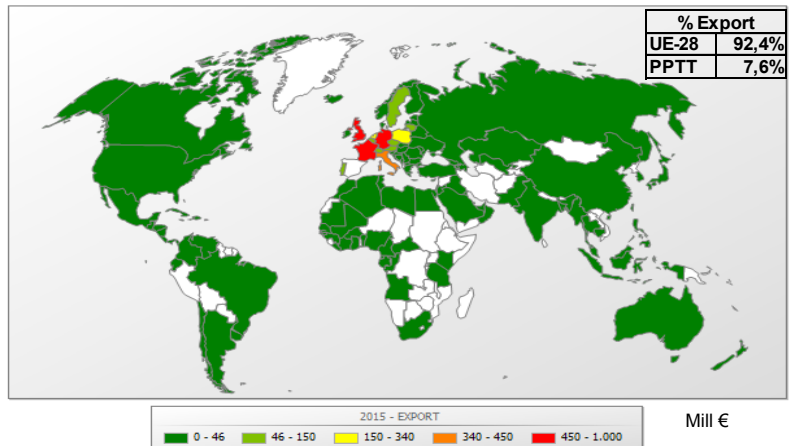 % Export
UE-28 92,4%
PPTT 7,6%
2015 - EXPORT
0 - 46 46 - 150 150 - 340 340 - 450 450 - 1.000
Mill €